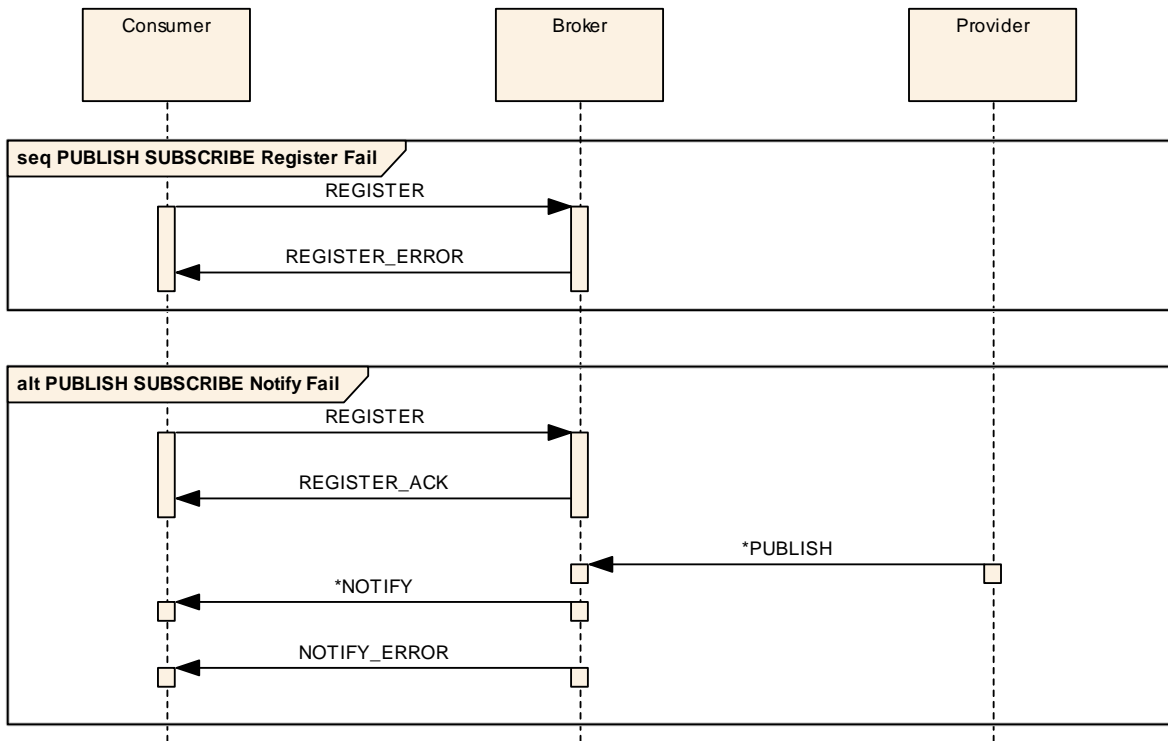 Consumer
Broker
Provider
seq PUBLISH SUBSCRIBE Register Fail
REGISTER
REGISTER_ERROR
alt PUBLISH SUBSCRIBE Notify Fail
REGISTER
REGISTER_ACK
*PUBLISH
*NOTIFY
NOTIFY_ERROR